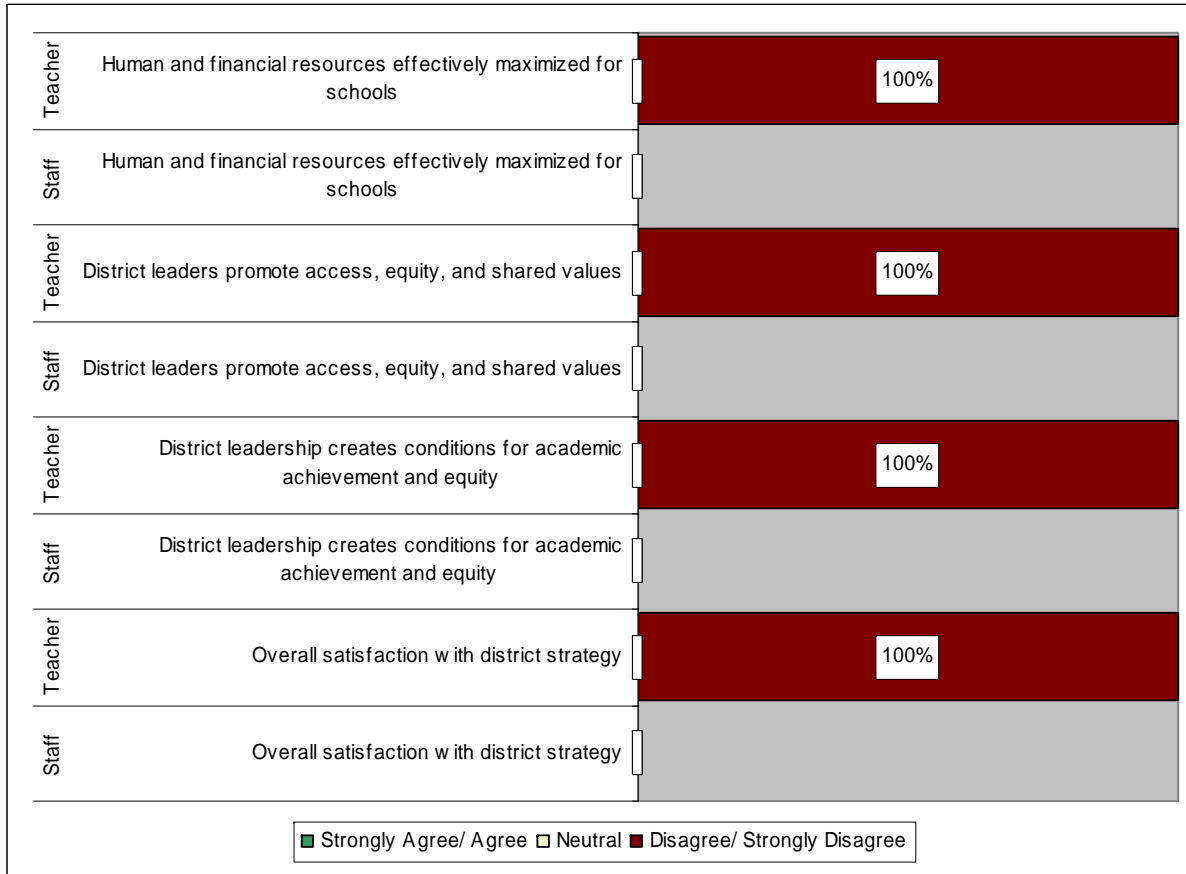 Teacher
Human and financial resources effectively maximized for
schools
100%
Staff
Human and financial resources effectively maximized for
schools
Teacher
District leaders promote access, equity, and shared values
100%
Staff
District leaders promote access, equity, and shared values
Teacher
District leadership creates conditions for academic
achievement and equity
100%
Staff
District leadership creates conditions for academic
achievement and equity
Teacher
Overall satisfaction with district strategy
100%
Staff
Overall satisfaction with district strategy
Strongly Agree/ Agree Neutral Disagree/ Strongly Disagree